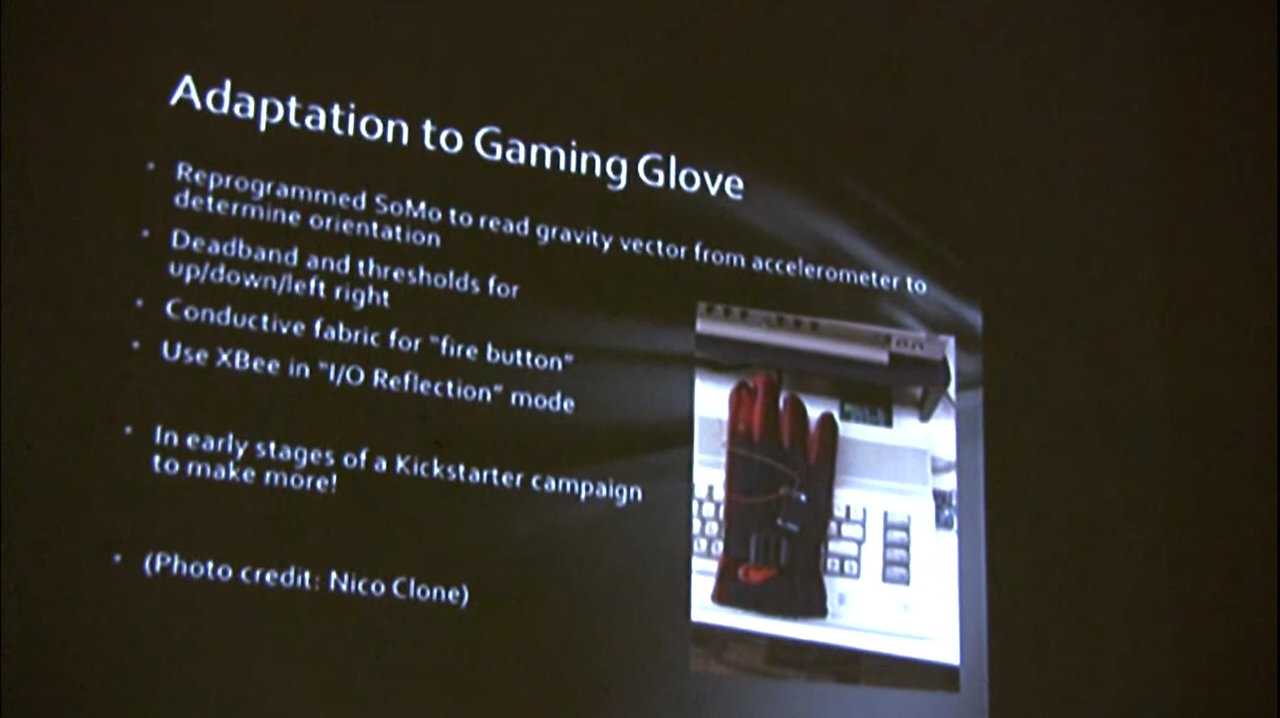 Adaptation to Gaming Glove
• Reprogrammed SoMo to read gravity vector from accelerometer to
determine orientation
• Deadband and thresholds for
up/down/left right
• Conductive fabric for "fire button"
• Use XBee in "I/O Reflection" mode
• In early stages of a Kickstarter campaign
to make more!
• (Photo credit: Nico Clone)